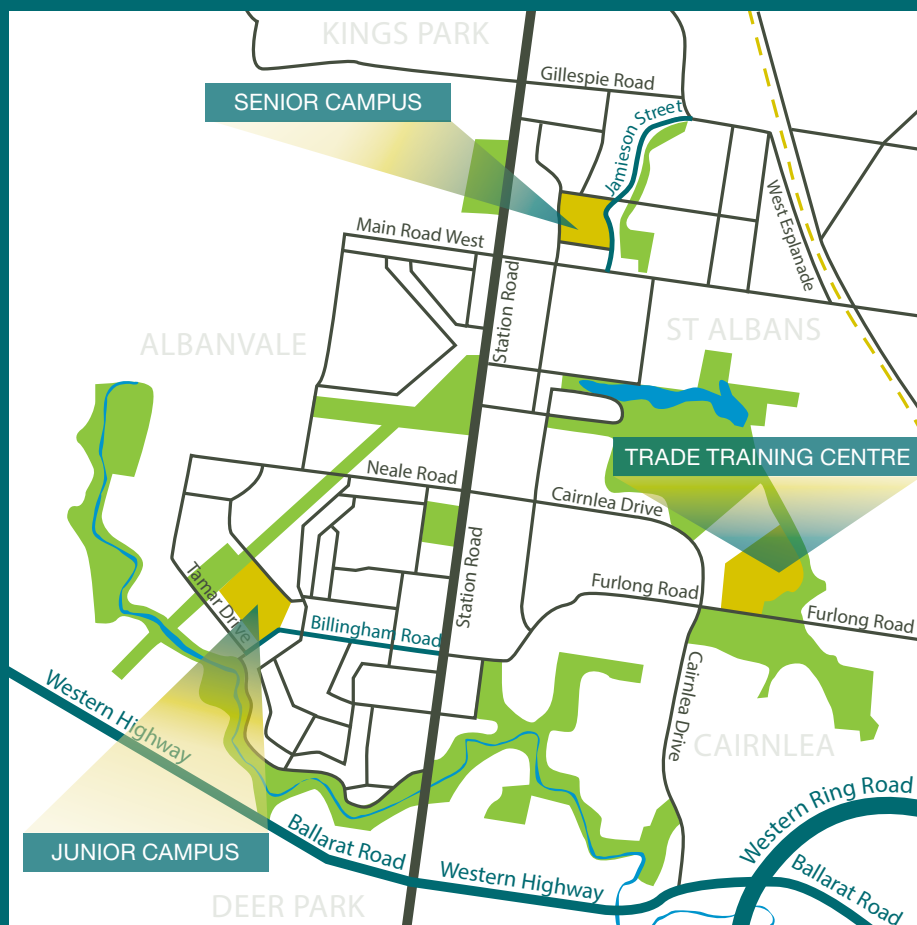 KINGS PARK
Gillespie Road
SENIOR CAMPUS
Jamieson Street
West Esplanade
Main Road West
Station Road
ST ALBANS
ALBANVALE
TRADE TRAINING CENTRE
Neale Road
Cairnlea Drive
Station Road
Tamar Drive
Furlong Road
Furlong Road
Billingham Road
Cairnlea Drive
Western Highway
CAIRNLEA
Western Ring Road
JUNIOR CAMPUS
Ballarat Road
Western Highway
Ballarat Road
DEER PARK